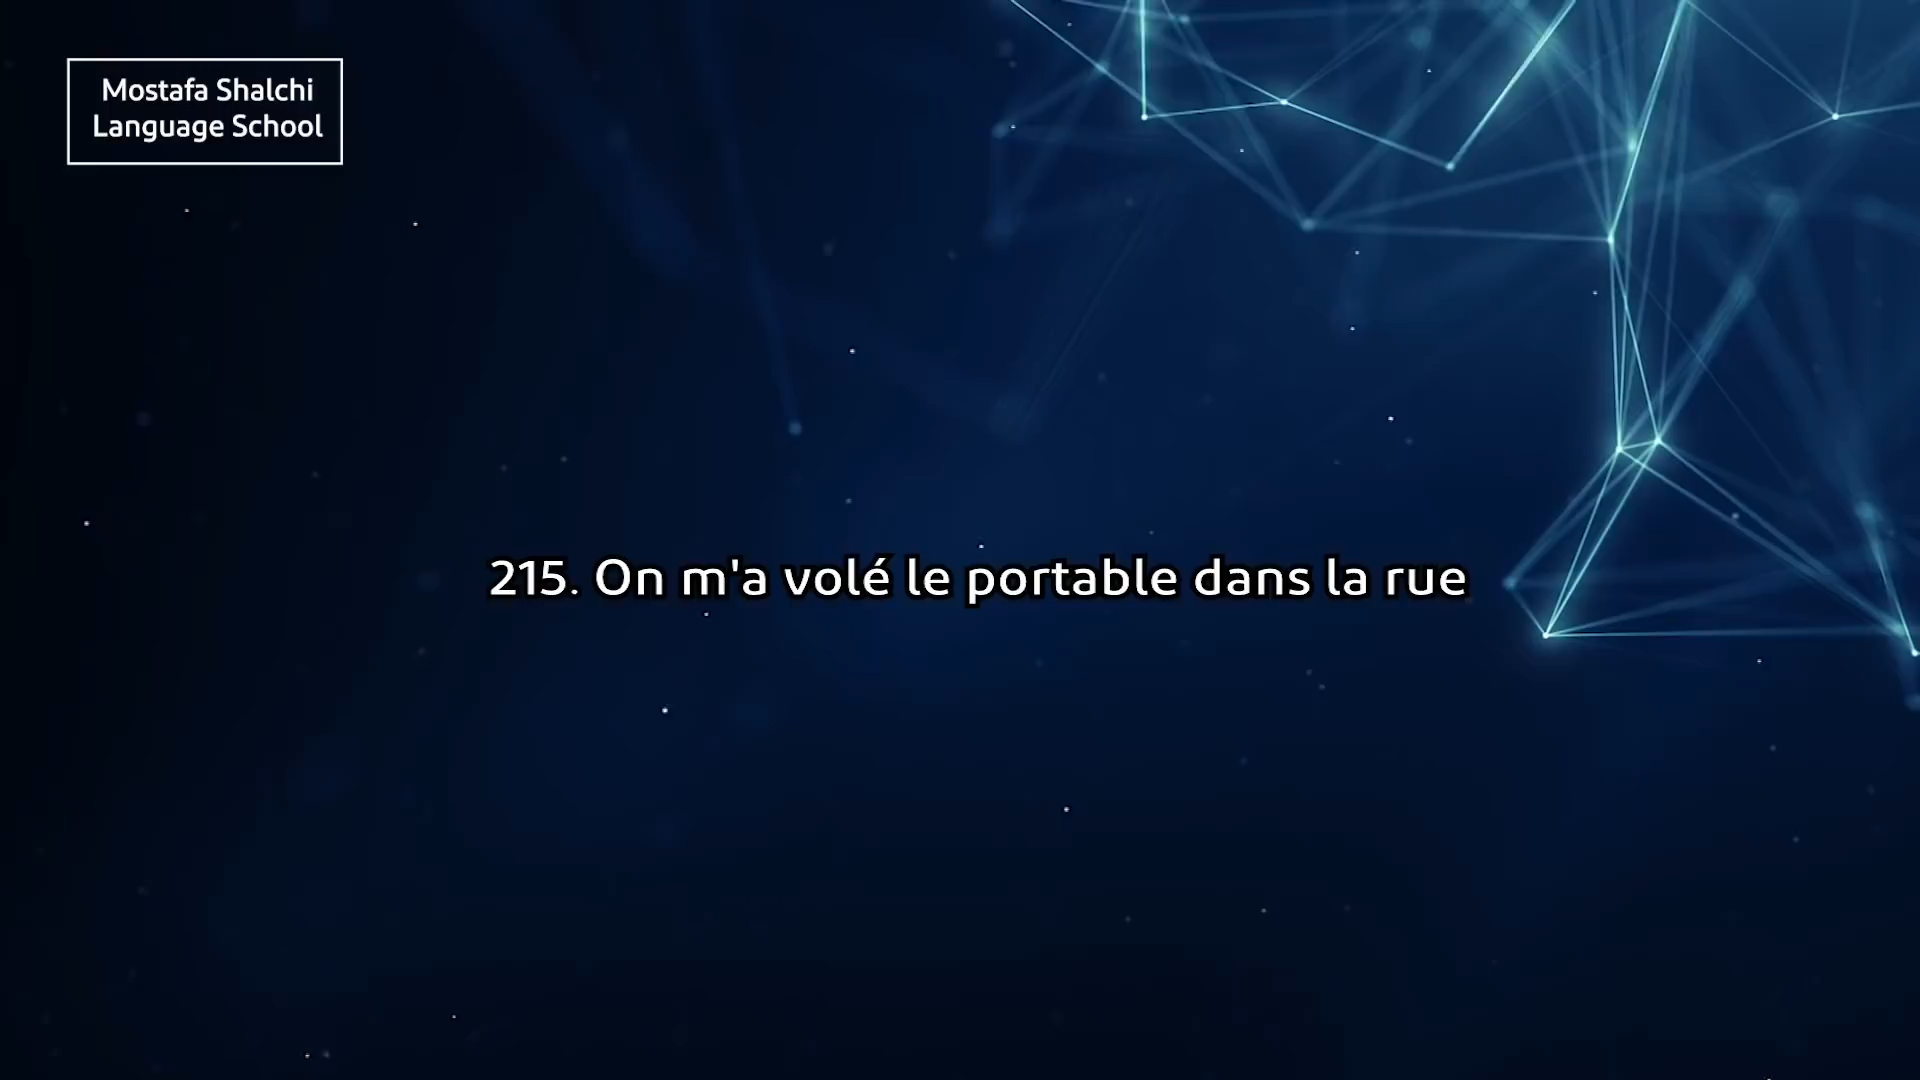 Mostafa Shalchi
Language School
215. On m'a volé le portable dans la rue